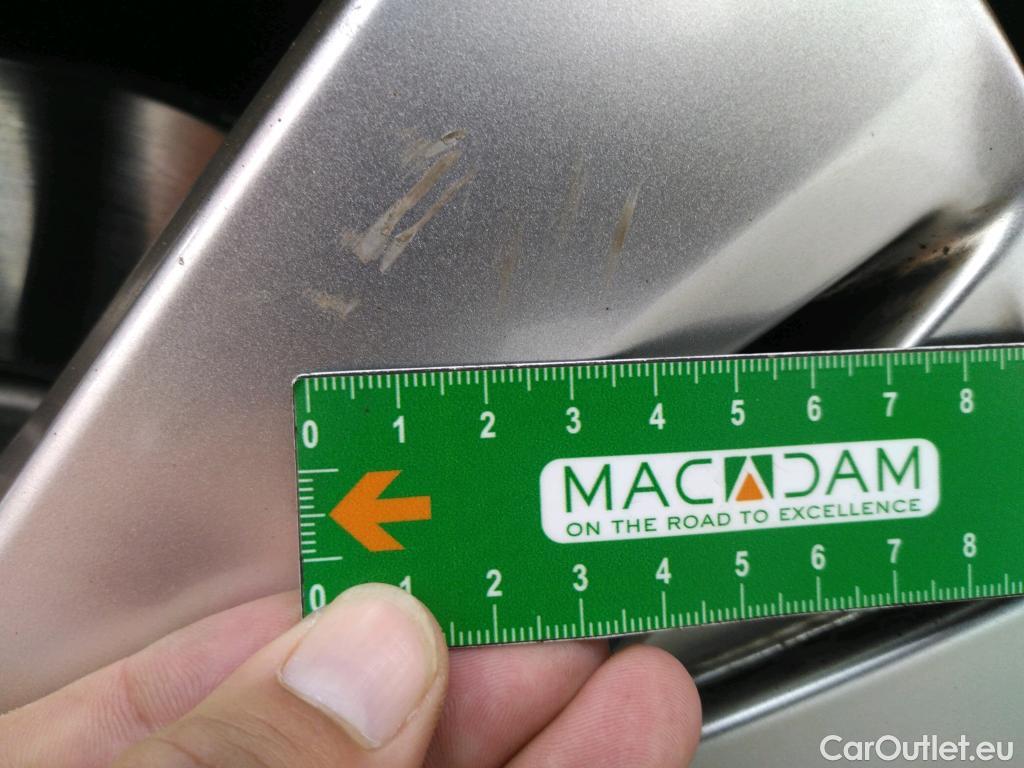 0 1 2 3 4 5 6 7 8
MACADAM
ON THE ROAD TO EXCELLENCE
0 1 2 3 4 5 6 7 8
CarOutlet.eu